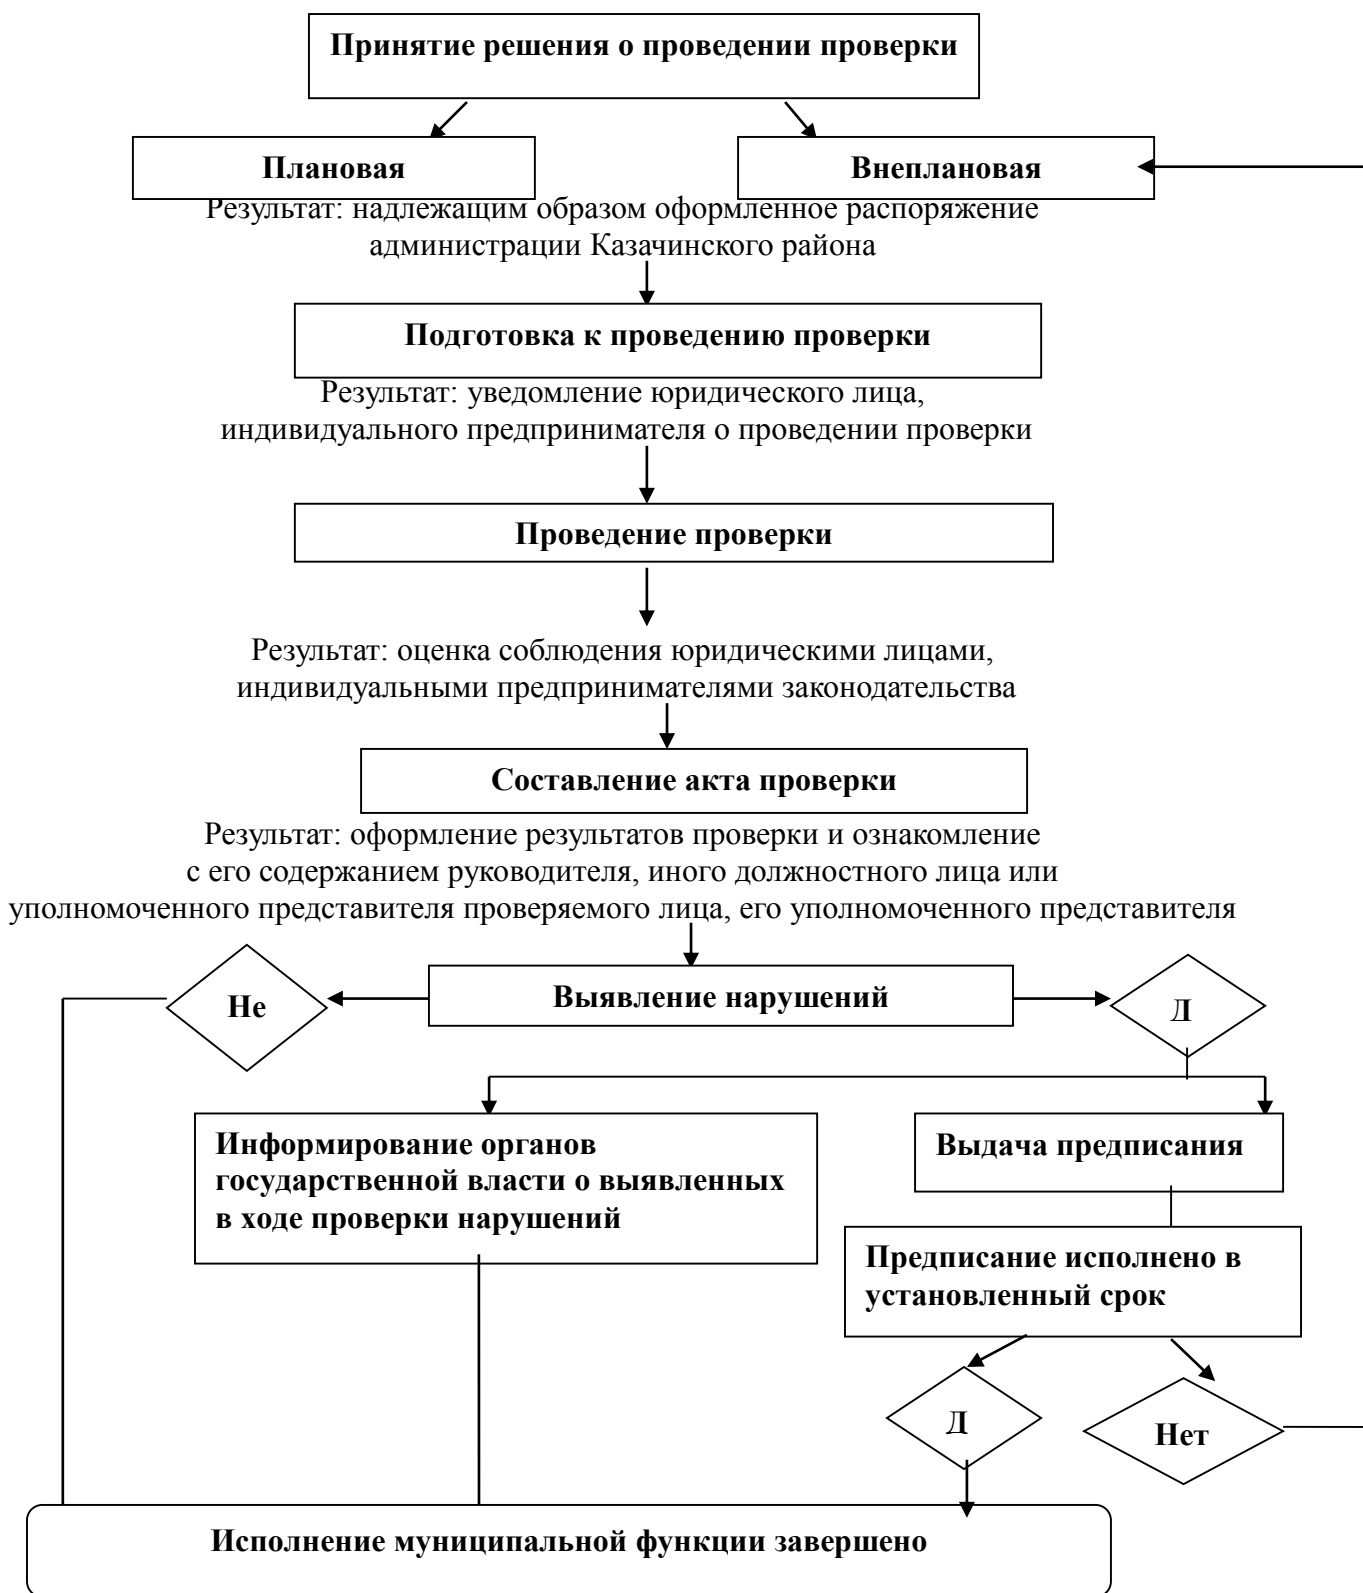 Принятие решения о проведении проверки
Плановая
Внеплановая
Результат: надлежащим образом оформленное распоряжение
администрации Казачинского района
Подготовка к проведению проверки
Результат: уведомление юридического лица,
индивидуального предпринимателя о проведении проверки
Проведение проверки
Результат: оценка соблюдения юридическими лицами,
индивидуальными предпринимателями законодательства
Составление акта проверки
Результат: оформление результатов проверки и ознакомление
с его содержанием руководителя, иного должностного лица или
уполномоченного представителя проверяемого лица, его уполномоченного представителя
Не
Выявление нарушений
Д
Информирование органов
государственной власти о выявленных
в ходе проверки нарушений
Выдача предписания
Предписание исполнено в
установленный срок
Д
Нет
Исполнение муниципальной функции завершено